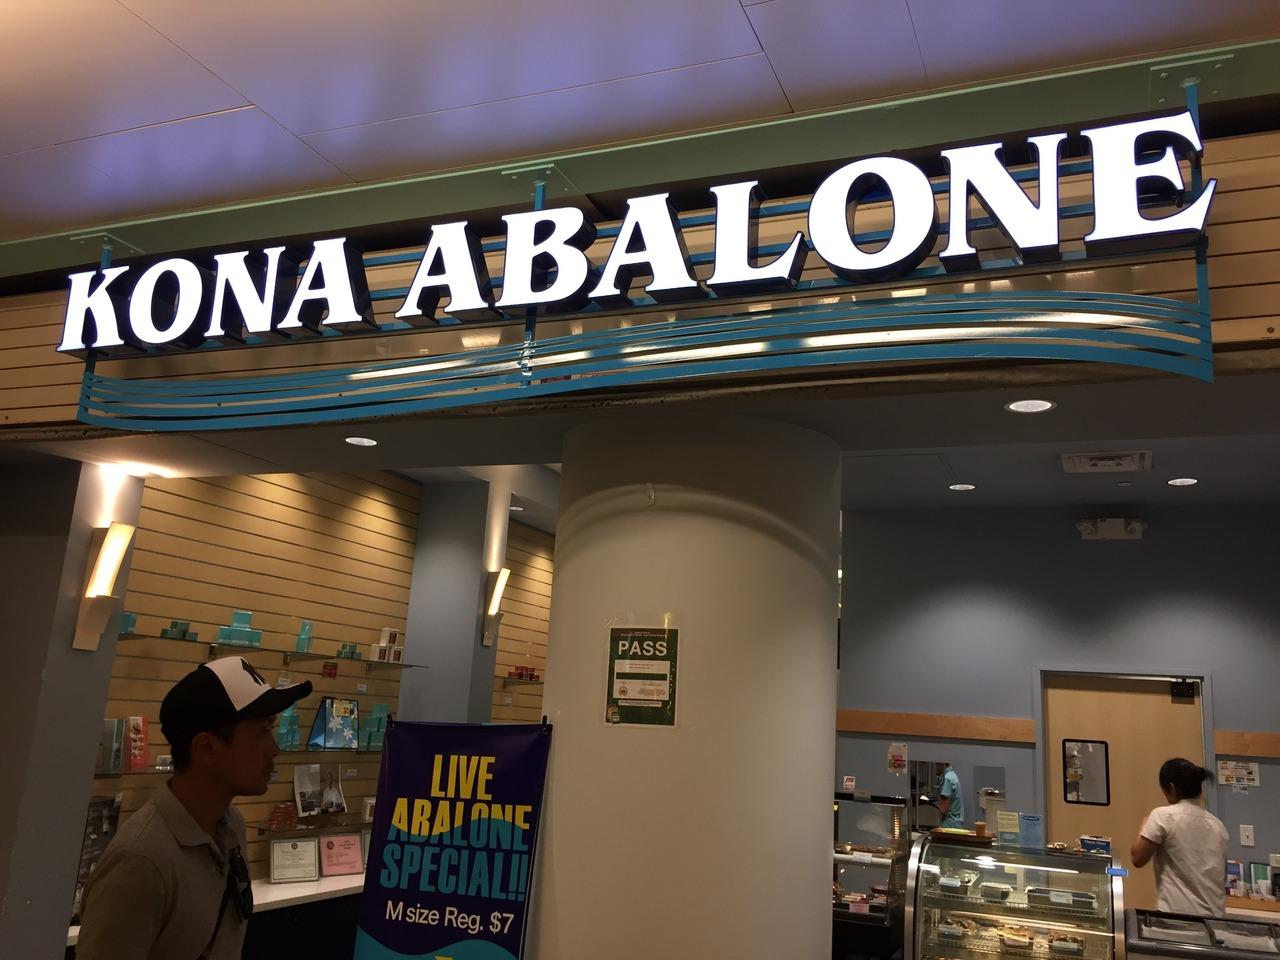 KONA ABALONE
PASS
LIVE
ABALONE
SPECIAL!!
M size Reg. $7